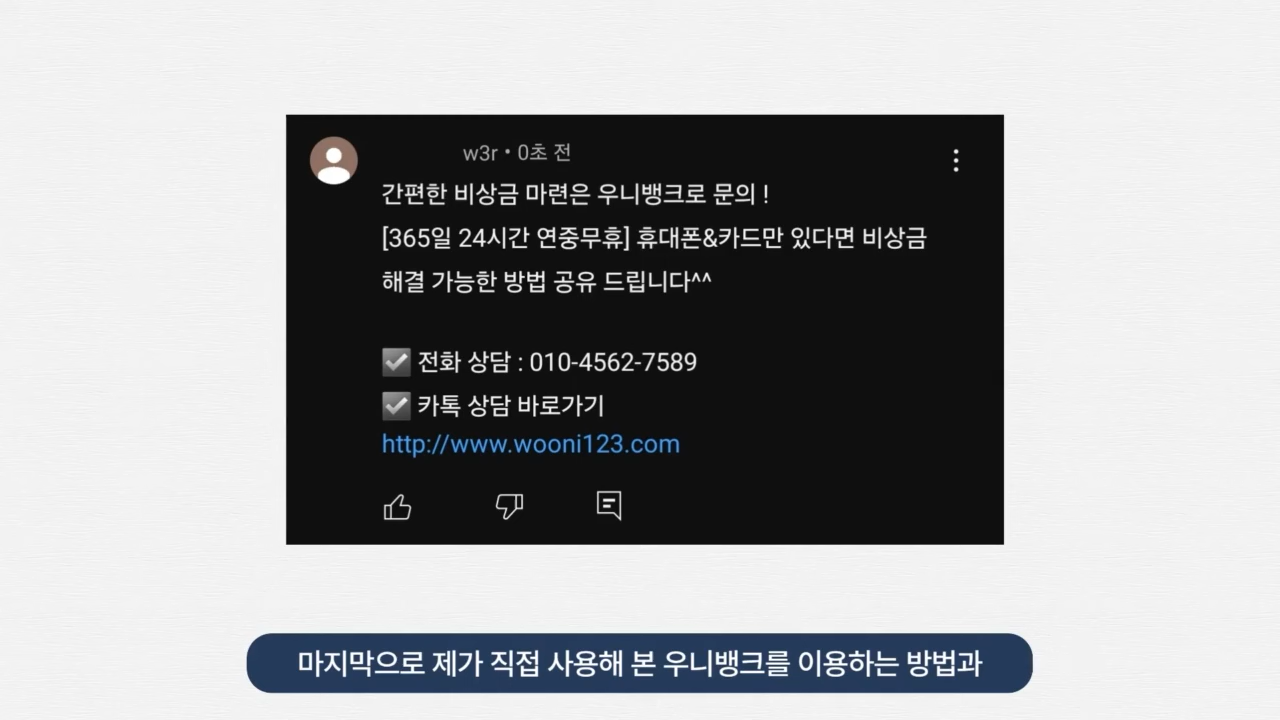 w3r • 0초 전
간편한 비상금 마련은 우니뱅크로 문의 !
[365일 24시간 연중무휴] 휴대폰&카드만 있다면 비상금
해결 가능한 방법 공유 드립니다^^
☑ 전화 상담 : 010-4562-7589
☑ 카톡 상담 바로가기
http://www.wooni123.com
마지막으로 제가 직접 사용해 본 우니뱅크를 이용하는 방법과